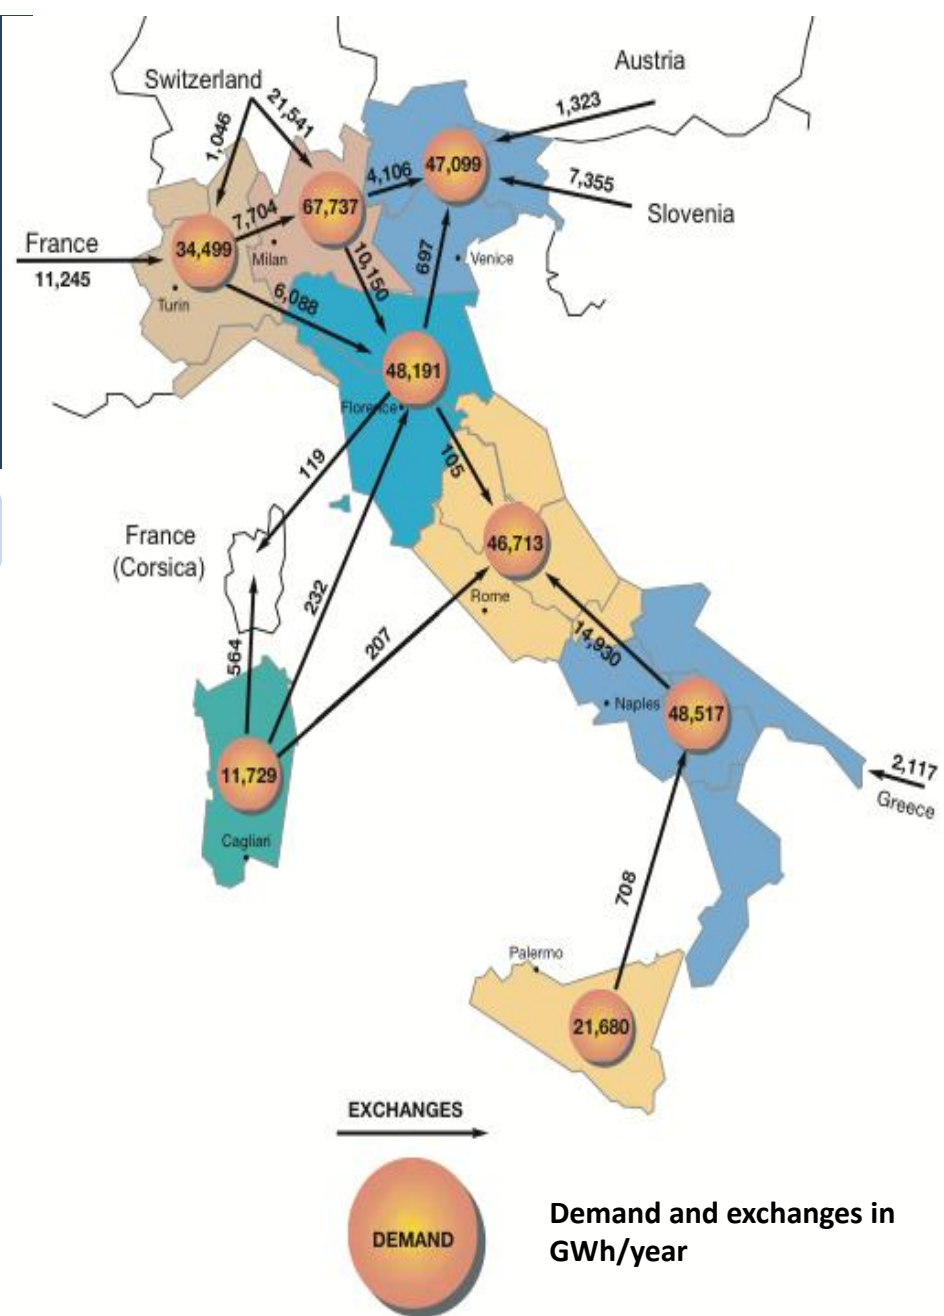 Austria
Switzerland
1,323
21,541
1,046
47,099
4,106
7,355
67,737
Slovenia
7,704
France
34,499
697
Milan
Venice
10,150
11,245
6,088
Turin
48,191
Florence
105
119
France
(Corsica)
46,713
232
Rome
207
14,930
564
Naples
48,517
11,729
2,117
Greece
Cagliari
708
Palermo
21,680
EXCHANGES
DEMAND
Demand and exchanges in
GWh/year